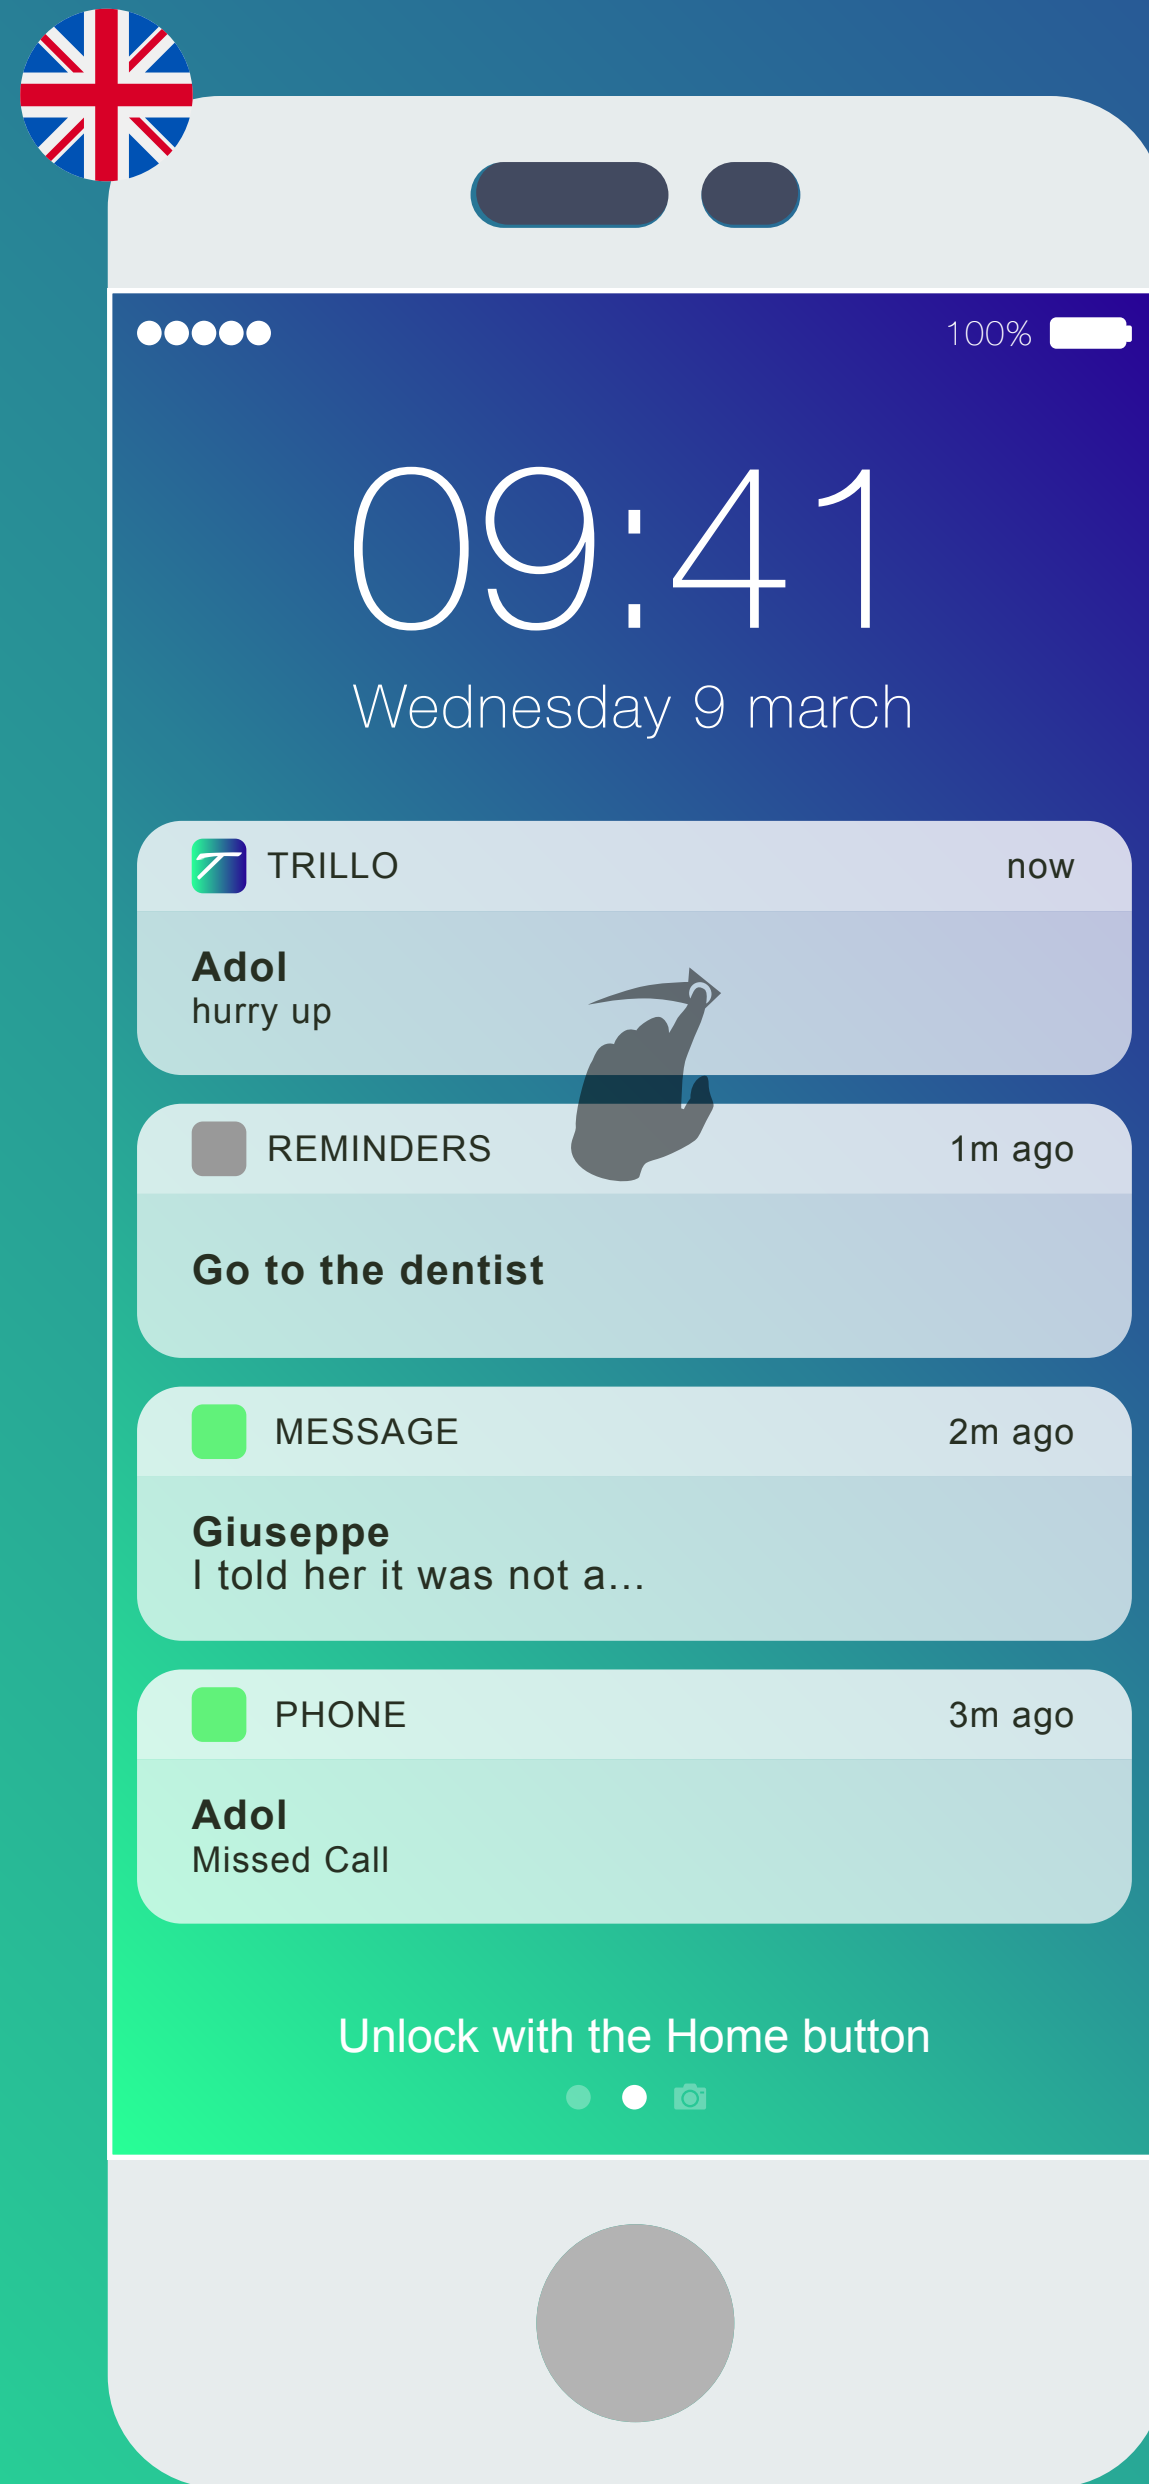 100%
09:41
Wednesday 9 march
TRILLO
now
Adol
hurry up
REMINDERS
1m ago
Go to the dentist
MESSAGE
2m ago
Giuseppe
I told her it was not a...
PHONE
3m ago
Adol
Missed Call
Unlock with the Home button